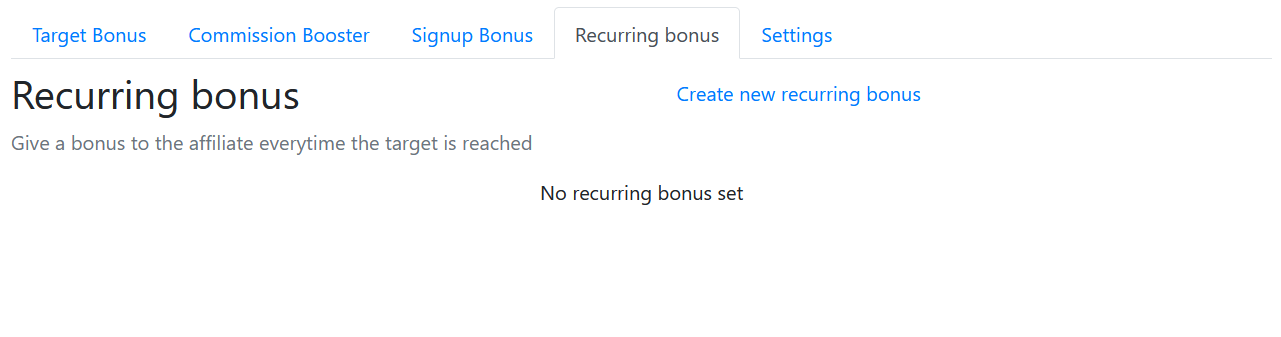 Target Bonus Commission Booster Signup Bonus Recurring bonus Settings
Recurring bonus Create new recurring bonus
Give a bonus to the affiliate everytime the target is reached
No recurring bonus set